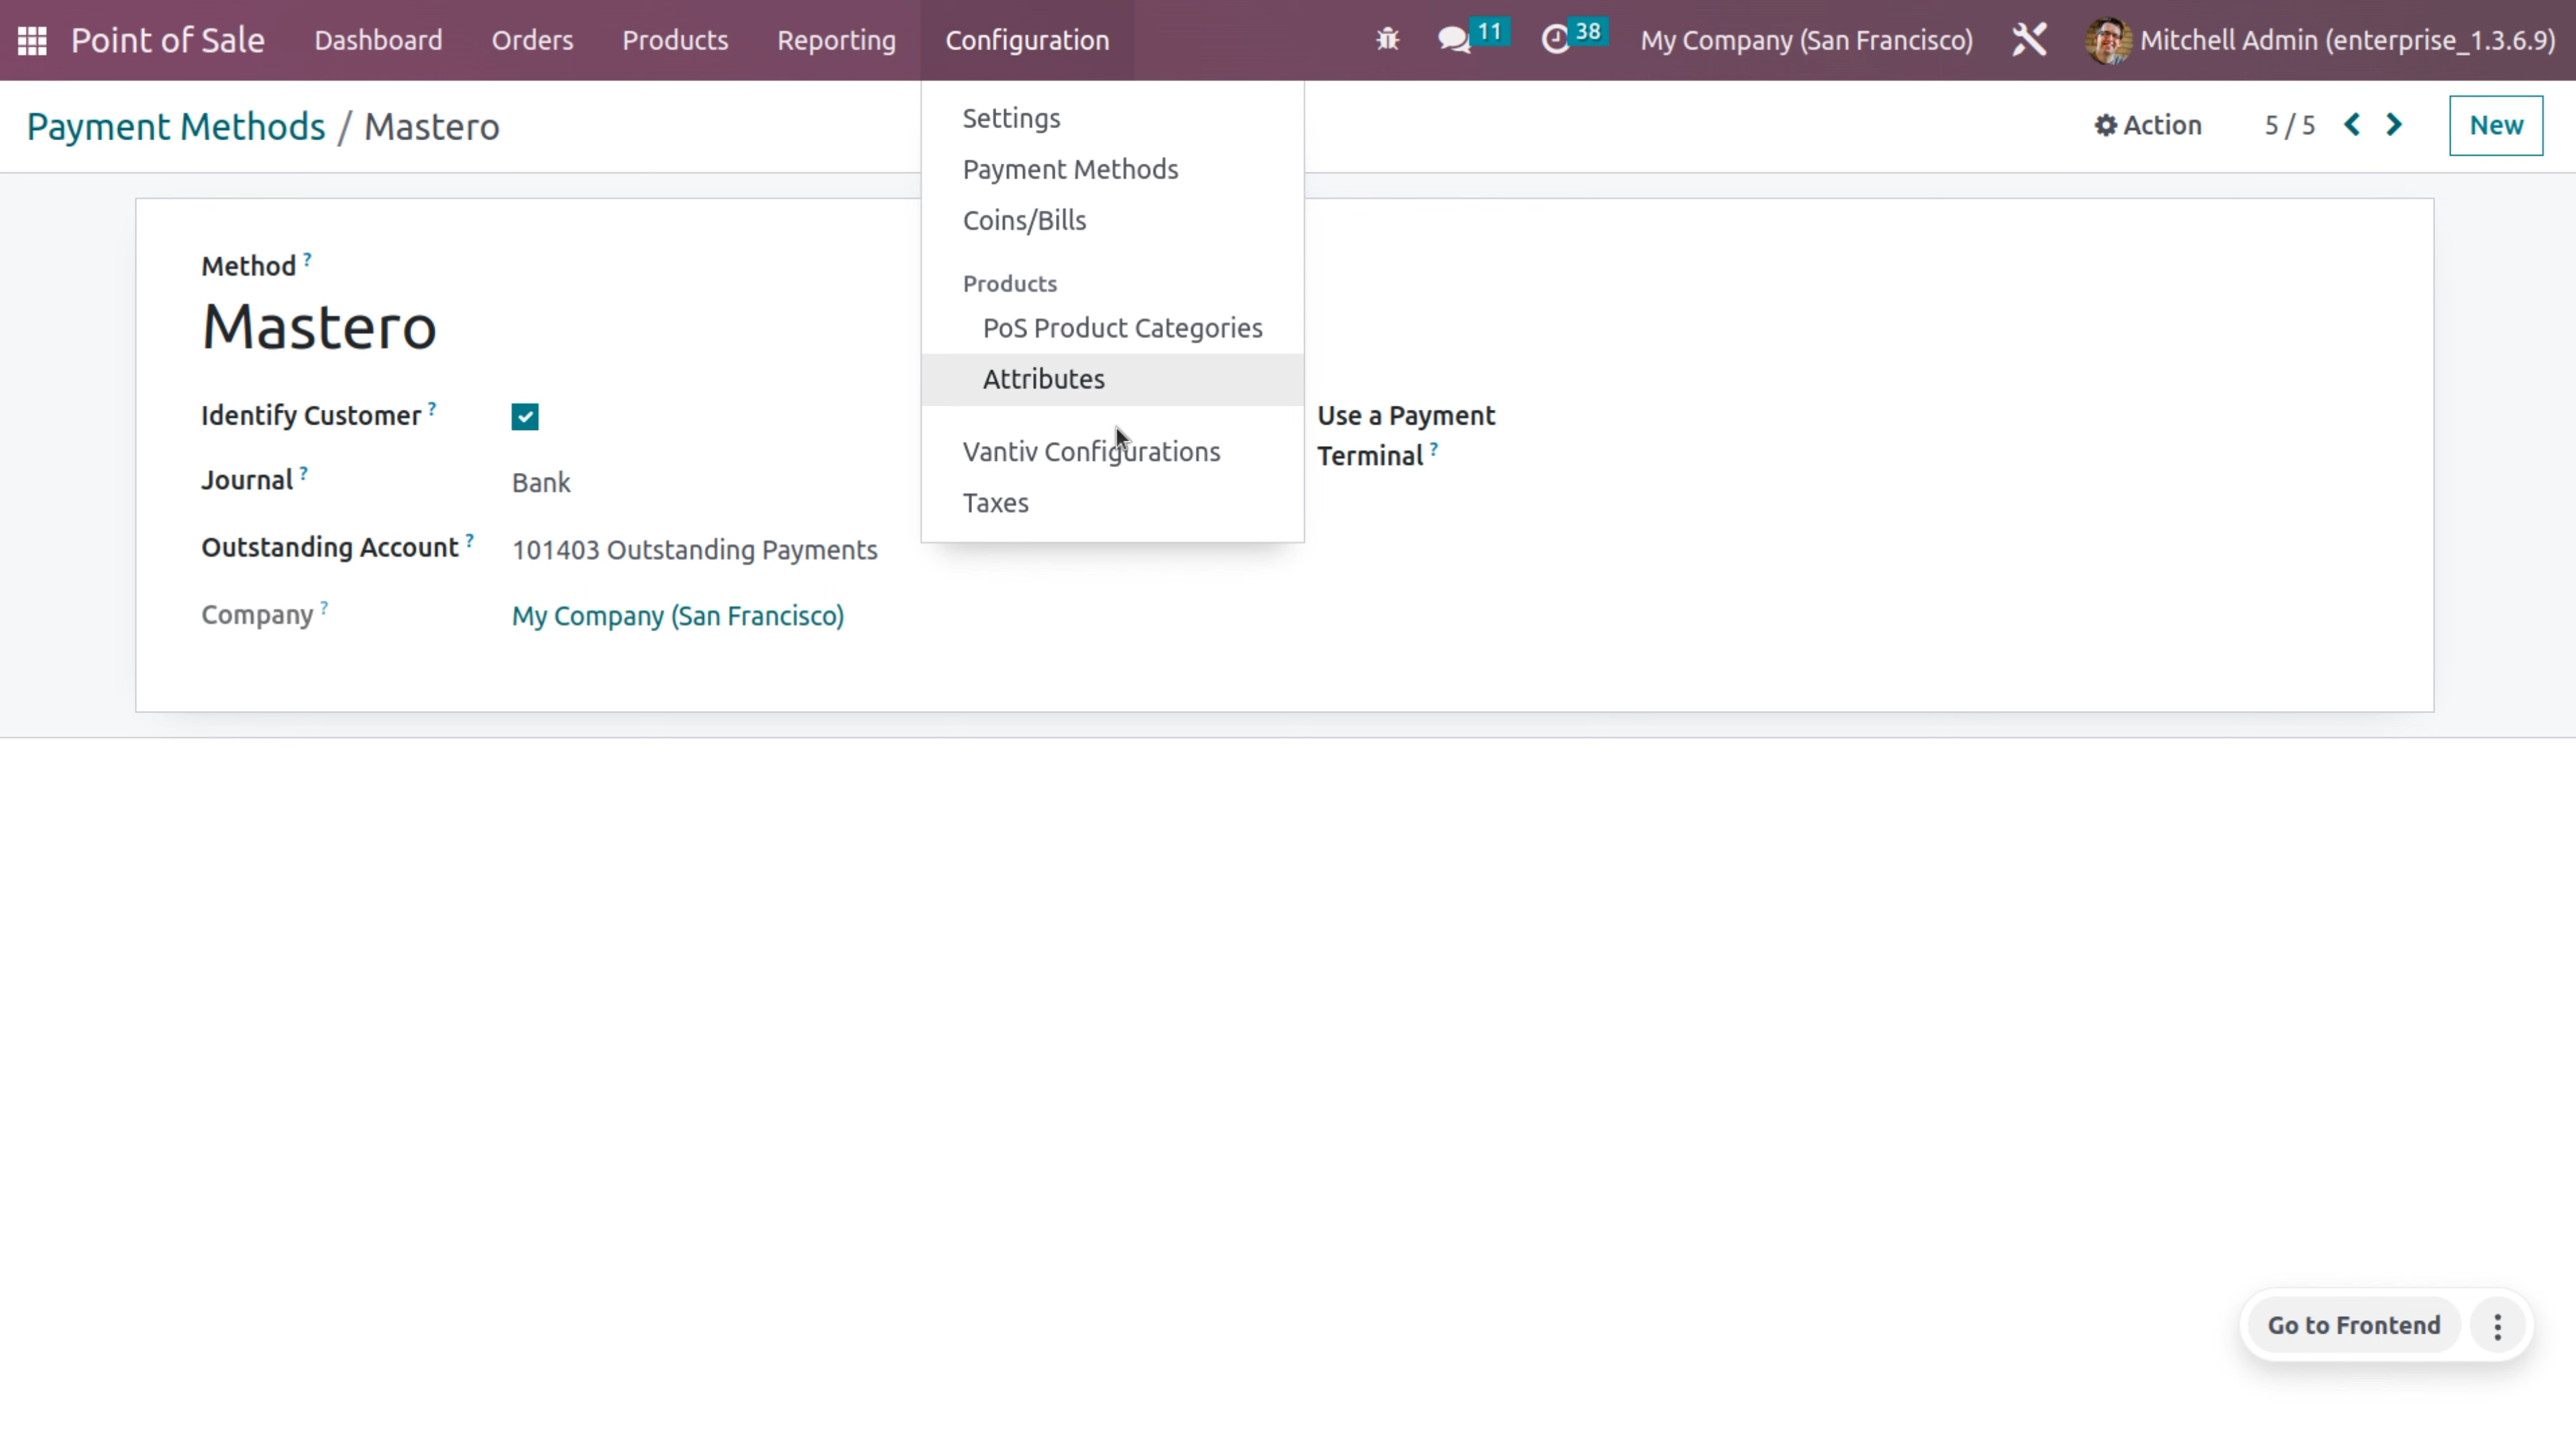 Point of Sale Dashboard Orders Products Reporting Configuration 11 38 My Company (San Francisco) Mitchell Admin (enterprise_1.3.6.9)
Payment Methods / Mastero
Action 5 / 5 New
Settings
Payment Methods
Coins/Bills
Products
PoS Product Categories
Attributes
Vantiv Configurations
Taxes
Method ?
Mastero
Identify Customer ?
Journal ? Bank
Outstanding Account ? 101403 Outstanding Payments
Company ? My Company (San Francisco)
Use a Payment
Terminal ?
Go to Frontend